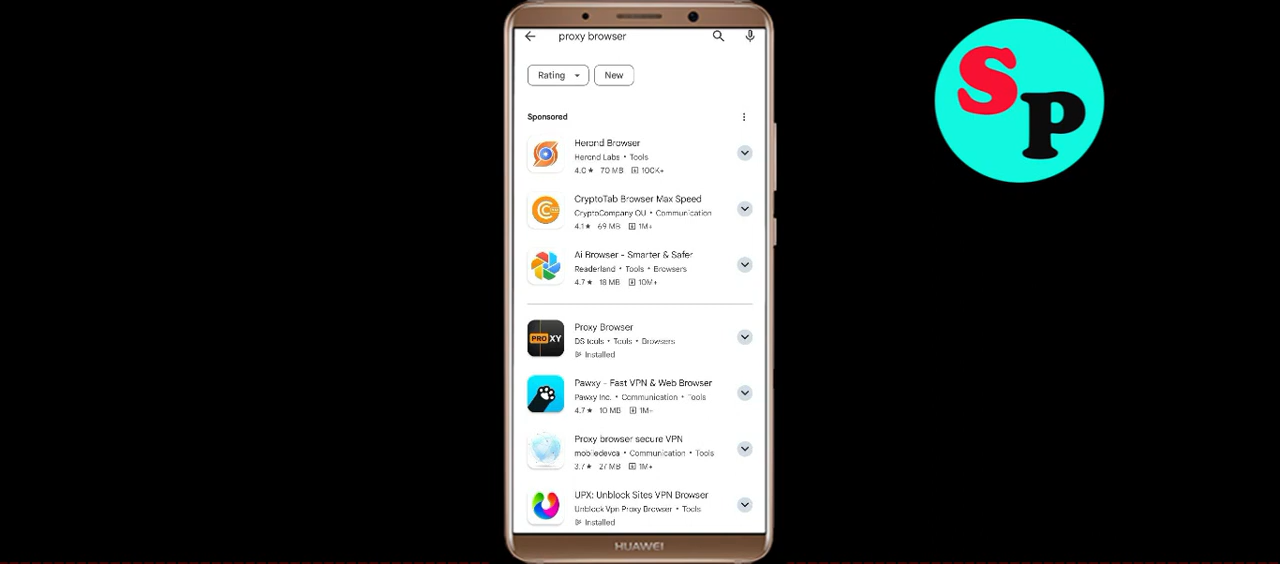 proxy browser
Rating
New
Sponsored
Herond Browser
Herond Labs • Tools
4.0★ 70 MB 100K+
CryptoTab Browser Max Speed
CryptoCompany OU • Communication
4.1★ 69 MB 1M+
Ai Browser - Smarter & Safer
Readerland • Tools • Browsers
4.7★ 18 MB 10M+
PROXY
Proxy Browser
DS tools • Tools • Browsers
Installed
Pawxy - Fast VPN & Web Browser
Pawxy Inc. • Communication • Tools
4.7★ 10 MB 1M+
Proxy browser secure VPN
mobiledevca • Communication • Tools
3.7★ 27 MB 1M+
UPX: Unblock Sites VPN Browser
Unblock Vpn Proxy Browser • Tools
Installed
HUAWEI
SP